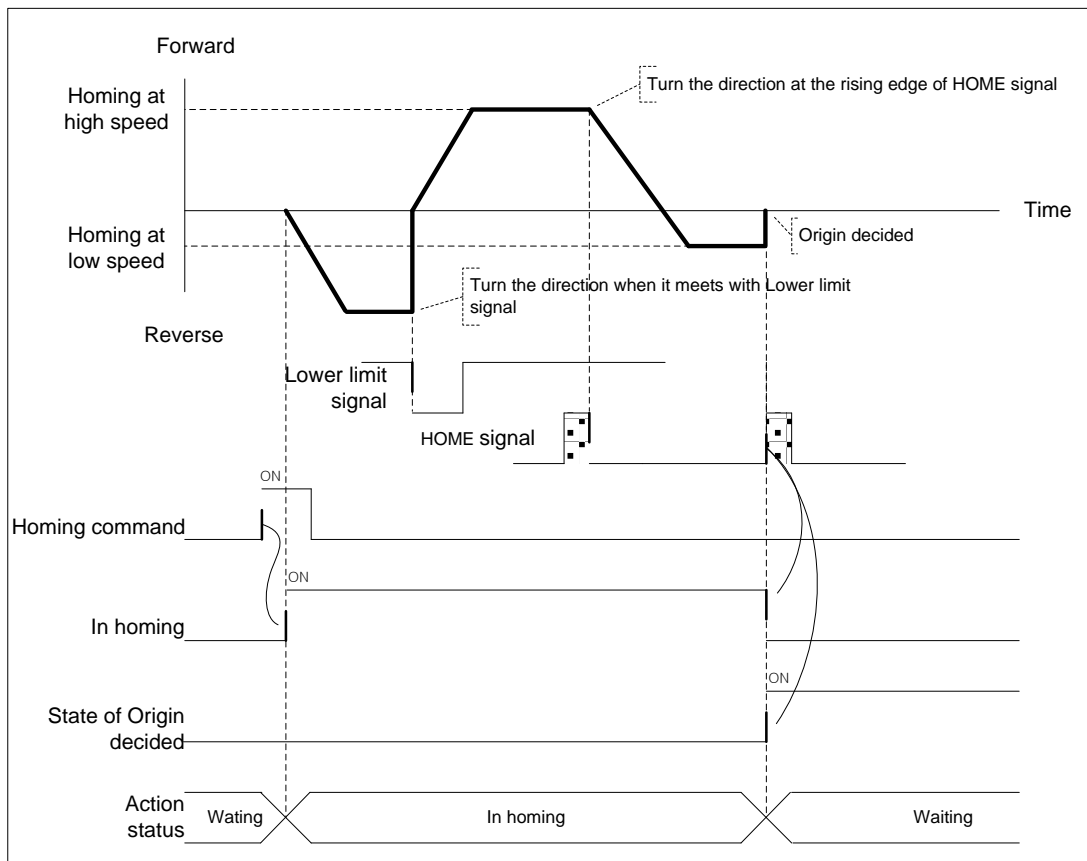 Forward
Homing at
high speed
Turn the direction at the rising edge of HOME signal
Time
Homing at
low speed
Origin decided
Turn the direction when it meets with Lower limit
signal
Reverse
Lower limit
signal
HOME signal
ON
Homing command
ON
In homing
ON
State of Origin
decided
Action
status
Wating
In homing
Waiting